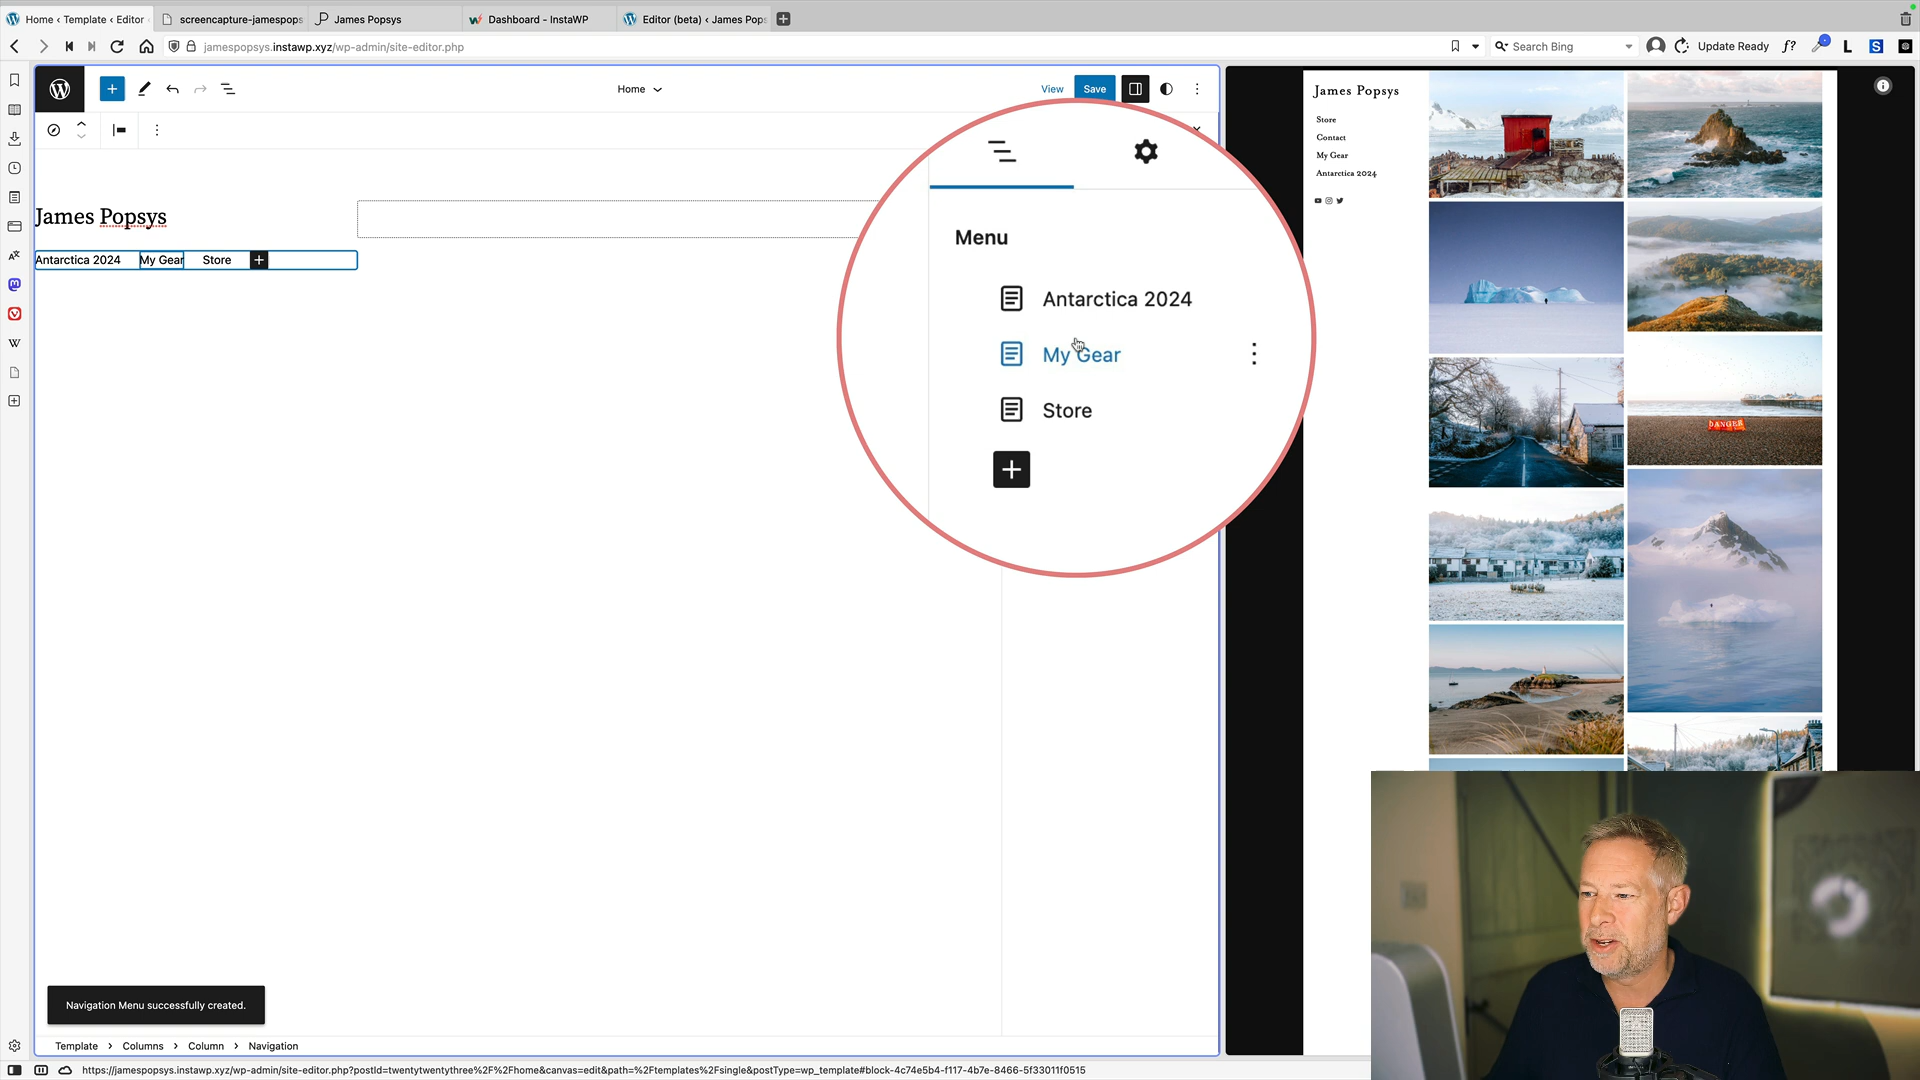 Home ‹ Template ‹ Editor
screencapture-jamespops
James Popsys
Dashboard - InstaWP
Editor (beta) ‹ James Pops
jamespopsys.instawp.xyz/wp-admin/site-editor.php
Search Bing
Update Ready
f?
L
S
Home
View
Save
James Popsys
Antarctica 2024
My Gear
Store
Menu
Antarctica 2024
My Gear
Store
James Popsys
Store
Contact
My Gear
Antarctica 2024
DANGER
Navigation Menu successfully created.
Template > Columns > Column > Navigation
https://jamespopsys.instawp.xyz/wp-admin/site-editor.php?postId=twentytwentythree%2F%2Fhome&canvas=edit&path=%2Ftemplates%2Fsingle&postType=wp_template#block-4c74e5b4-f117-4b7e-8466-5f33011f0515